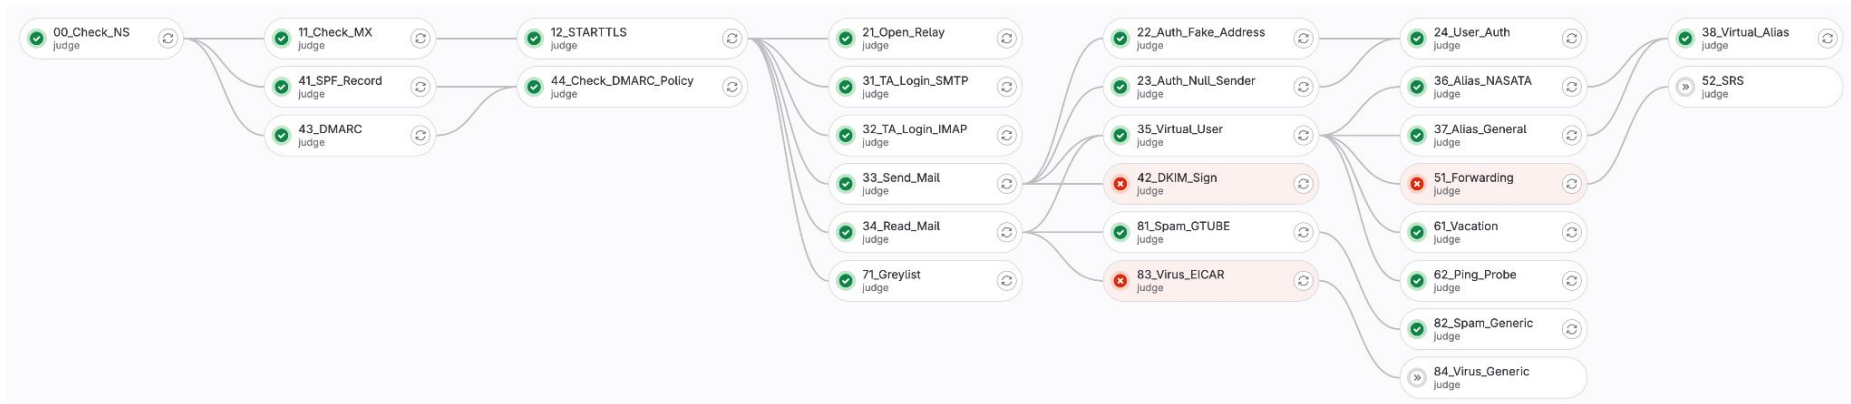 00_Check_NS
judge
11_Check_MX
judge
41_SPF_Record
judge
43_DMARC
judge
12_STARTTLS
judge
44_Check_DMARC_Policy
judge
21_Open_Relay
judge
31_TA_Login_SMTP
judge
32_TA_Login_IMAP
judge
33_Send_Mail
judge
34_Read_Mail
judge
71_Greylist
judge
22_Auth_Fake_Address
judge
23_Auth_Null_Sender
judge
35_Virtual_User
judge
42_DKIM_Sign
judge
81_Spam_GTUBE
judge
83_Virus_EICAR
judge
24_User_Auth
judge
36_Alias_NASATA
judge
37_Alias_General
judge
51_Forwarding
judge
61_Vacation
judge
62_Ping_Probe
judge
82_Spam_Generic
judge
84_Virus_Generic
judge
38_Virtual_Alias
judge
52_SRS
judge